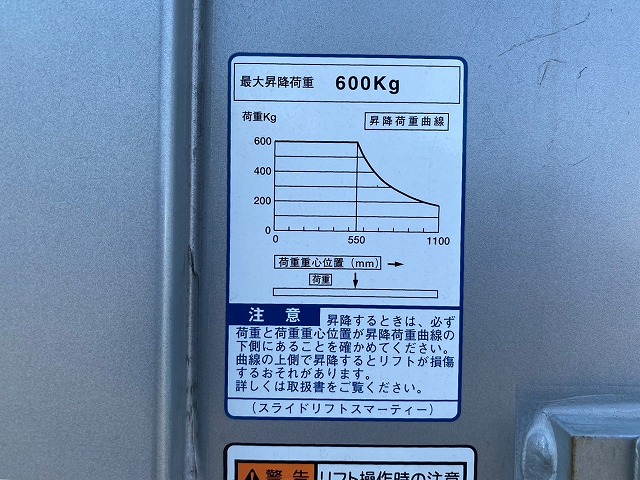 最大昇降荷重 600Kg
荷重Kg
昇降荷重曲線
600
400
200
0
0 550 1100
荷重重心位置(mm)
荷重
注意 昇降するときは、必ず
荷重と荷重重心位置が昇降荷重曲線の
下側にあることを確かめてください。
曲線の上側で昇降するとリフトが損傷
するおそれがあります。
詳しくは取扱書をご覧ください。
(スライドリフトスマーティー)
警告 リフト操作時の注意